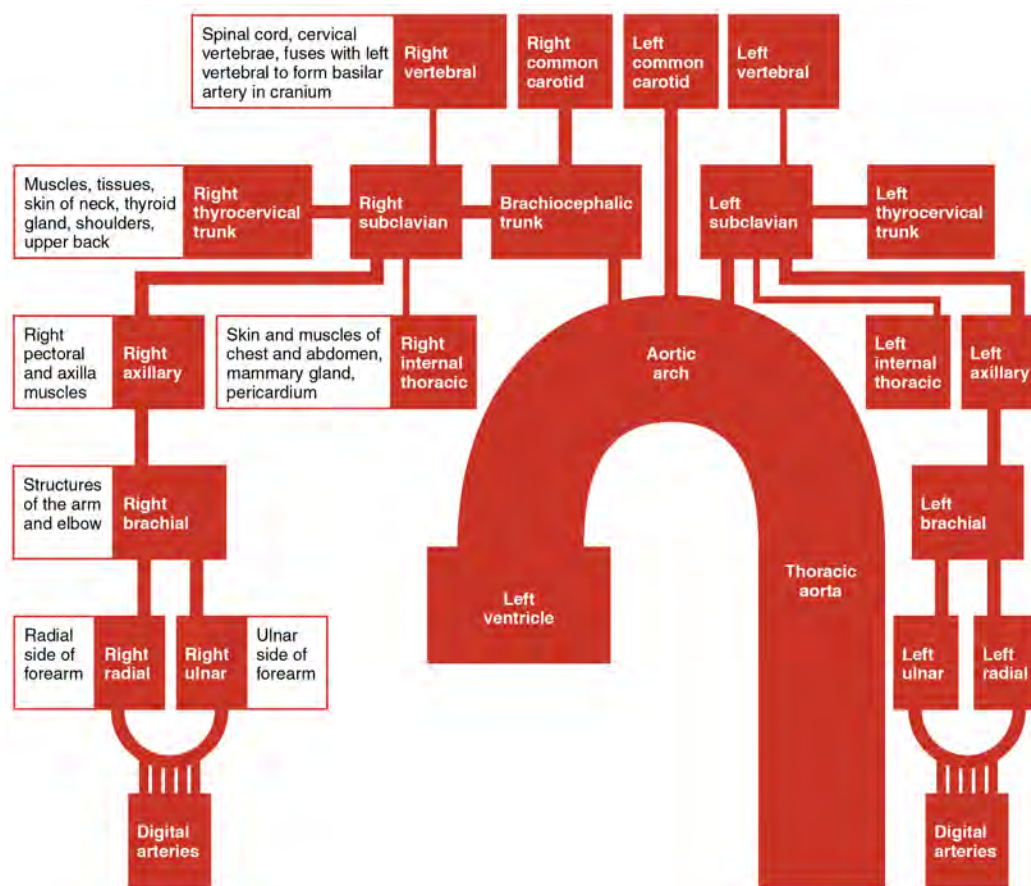 Spinal cord, cervical
vertebrae, fuses with left
vertebral to form basilar
artery in cranium
Right
vertebral
Right
common
carotid
Left
common
carotid
Left
vertebral
Muscles, tissues,
skin of neck, thyroid
gland, shoulders,
upper back
Right
thyrocervical
trunk
Right
subclavian
Brachiocephalic
trunk
Left
subclavian
Left
thyrocervical
trunk
Right
pectoral
and axilla
muscles
Right
axillary
Skin and muscles of
chest and abdomen,
mammary gland,
pericardium
Right
internal
thoracic
Aortic
arch
Left
internal
thoracic
Left
axillary
Structures
of the arm
and elbow
Right
brachial
Left
brachial
Left
ventricle
Thoracic
aorta
Radial
side of
forearm
Right
radial
Right
ulnar
Ulnar
side of
forearm
Left
ulnar
Left
radial
Digital
arteries
Digital
arteries